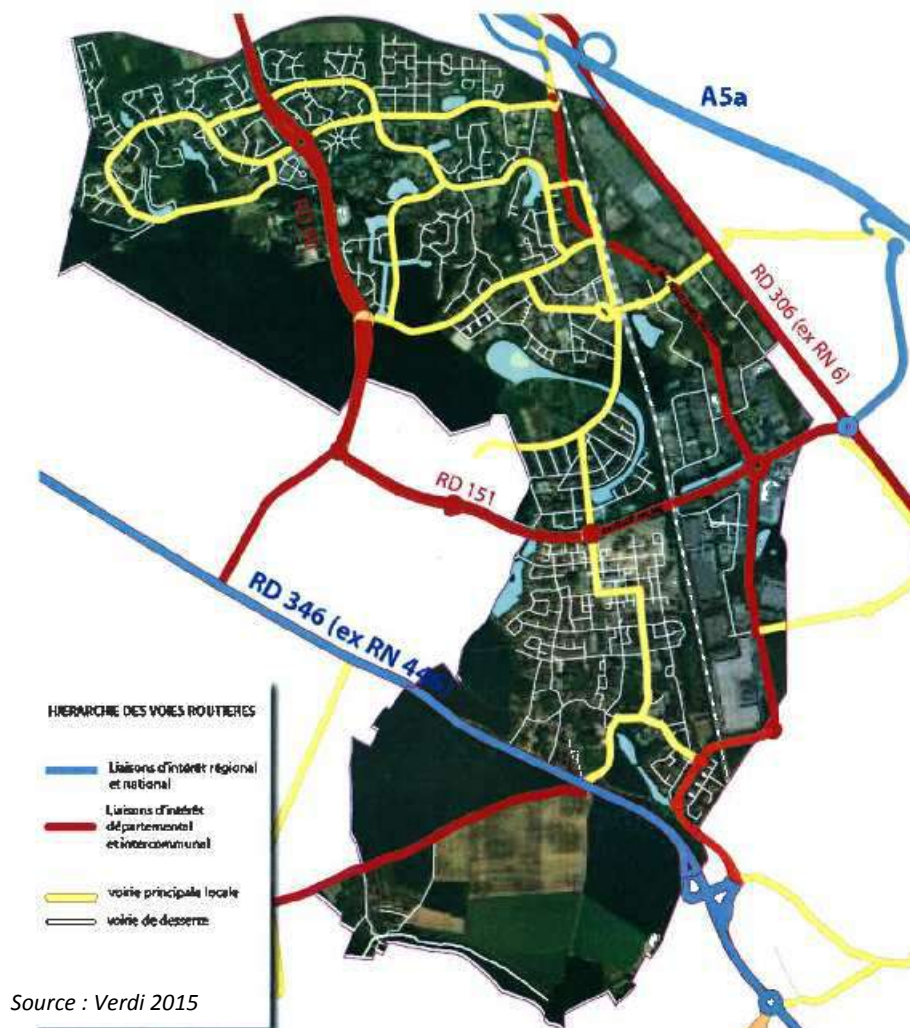 A5a
RD 306 (ex RN 6)
RD 151
RD 346 (ex RN 446)
HIERARCHIE DES VOIES ROUTIERES
Liaisons d'intérêt régional
et national
Liaisons d'intérêt
départemental
et intercommunal
voirie principale locale
voirie de desserte
Source : Verdi 2015